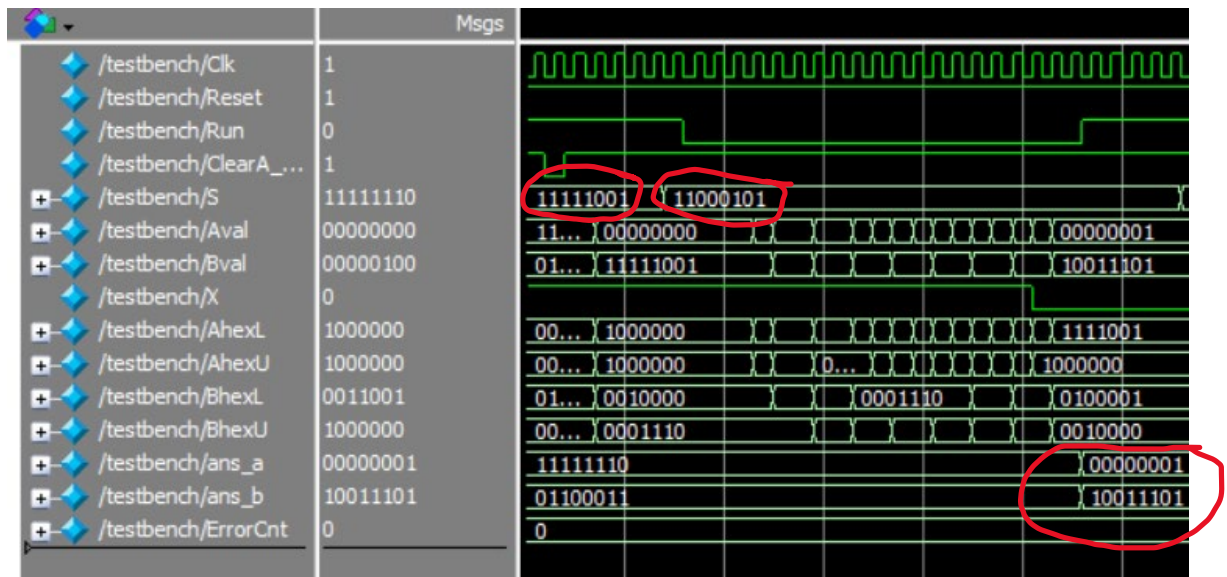 Msgs
/testbench/Clk 1
/testbench/Reset 1
/testbench/Run 0
/testbench/ClearA_... 1
/testbench/S 11111110 11111001 11000101
/testbench/Aval 00000000 11... 00000000 00000001
/testbench/Bval 00000100 01... 11111001 10011101
/testbench/X 0
/testbench/AhexL 1000000 00... 1000000 1111001
/testbench/AhexU 1000000 00... 1000000 0... 1000000
/testbench/BhexL 0011001 01... 0010000 0001110 0100001
/testbench/BhexU 1000000 00... 0001110 0010000
/testbench/ans_a 00000001 11111110 00000001
/testbench/ans_b 10011101 01100011 10011101
/testbench/ErrorCnt 0 0